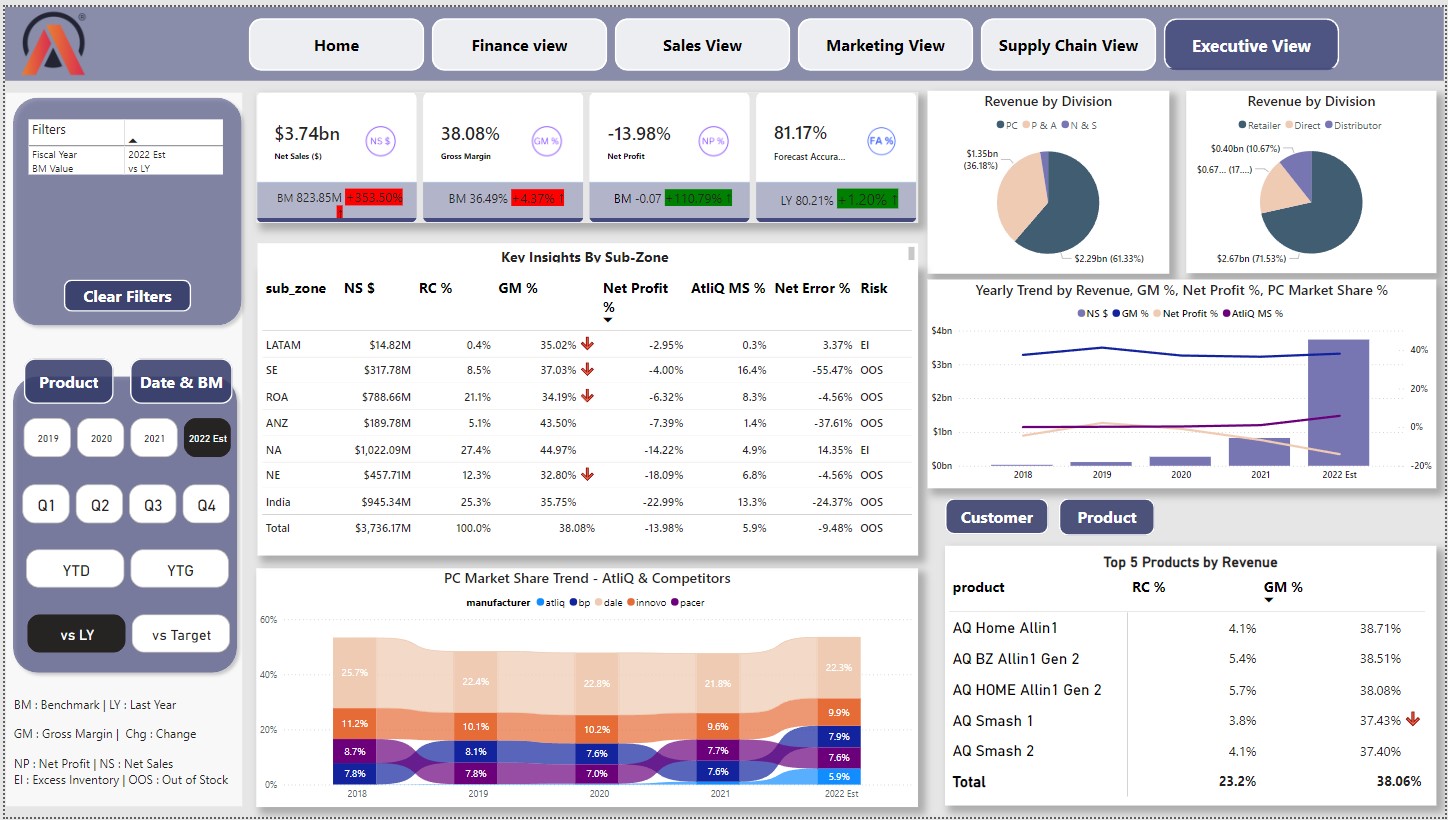 Home
Finance view
Sales View
Marketing View
Supply Chain View
Executive View
Filters
Fiscal Year 2022 Est
BM Value vs LY
Clear Filters
Product
Date & BM
2019 2020 2021 2022 Est
Q1 Q2 Q3 Q4
YTD YTG
vs LY vs Target
BM : Benchmark | LY : Last Year
GM : Gross Margin | Chg : Change
NP : Net Profit | NS : Net Sales
EI : Excess Inventory | OOS : Out of Stock
$3.74bn
Net Sales ($)
NS $
BM 823.85M +353.50%
↑
38.08%
Gross Margin
GM %
BM 36.49% +4.37% ↑
-13.98%
Net Profit
NP %
BM -0.07 +110.79% ↑
81.17%
Forecast Accura...
FA %
LY 80.21% +1.20% ↑
Revenue by Division
PC P & A N & S
$1.35bn
(36.18%)
$2.29bn (61.33%)
Revenue by Division
Retailer Direct Distributor
$0.40bn (10.67%)
$0.67... (17....)
$2.67bn (71.53%)
Key Insights By Sub-Zone
sub_zone NS $ RC % GM % Net Profit % AtliQ MS % Net Error % Risk
LATAM $14.82M 0.4% 35.02% -2.95% 0.3% 3.37% EI
SE $317.78M 8.5% 37.03% -4.00% 16.4% -55.47% OOS
ROA $788.66M 21.1% 34.19% -6.32% 8.3% -4.56% OOS
ANZ $189.78M 5.1% 43.50% -7.39% 1.4% -37.61% OOS
NA $1,022.09M 27.4% 44.97% -14.22% 4.9% 14.35% EI
NE $457.71M 12.3% 32.80% -18.09% 6.8% -4.56% OOS
India $945.34M 25.3% 35.75% -22.99% 13.3% -24.37% OOS
Total $3,736.17M 100.0% 38.08% -13.98% 5.9% -9.48% OOS
Yearly Trend by Revenue, GM %, Net Profit %, PC Market Share %
NS $ GM % Net Profit % AtliQ MS %
$4bn 40%
$3bn
20%
$2bn
$1bn 0%
$0bn -20%
2018 2019 2020 2021 2022 Est
PC Market Share Trend - AtliQ & Competitors
manufacturer atliq bp dale innovo pacer
60%
40%
20%
0%
25.7% 22.4% 22.8% 21.8% 22.3%
11.2% 10.1% 10.2% 9.6% 9.9%
8.7% 8.1% 7.6% 7.7% 7.9%
7.8% 7.8% 7.0% 7.6% 7.6%
5.9%
2018 2019 2020 2021 2022 Est
Customer
Product
Top 5 Products by Revenue
product RC % GM %
AQ Home Allin1 4.1% 38.71%
AQ BZ Allin1 Gen 2 5.4% 38.51%
AQ HOME Allin1 Gen 2 5.7% 38.08%
AQ Smash 1 3.8% 37.43%
AQ Smash 2 4.1% 37.40%
Total 23.2% 38.06%